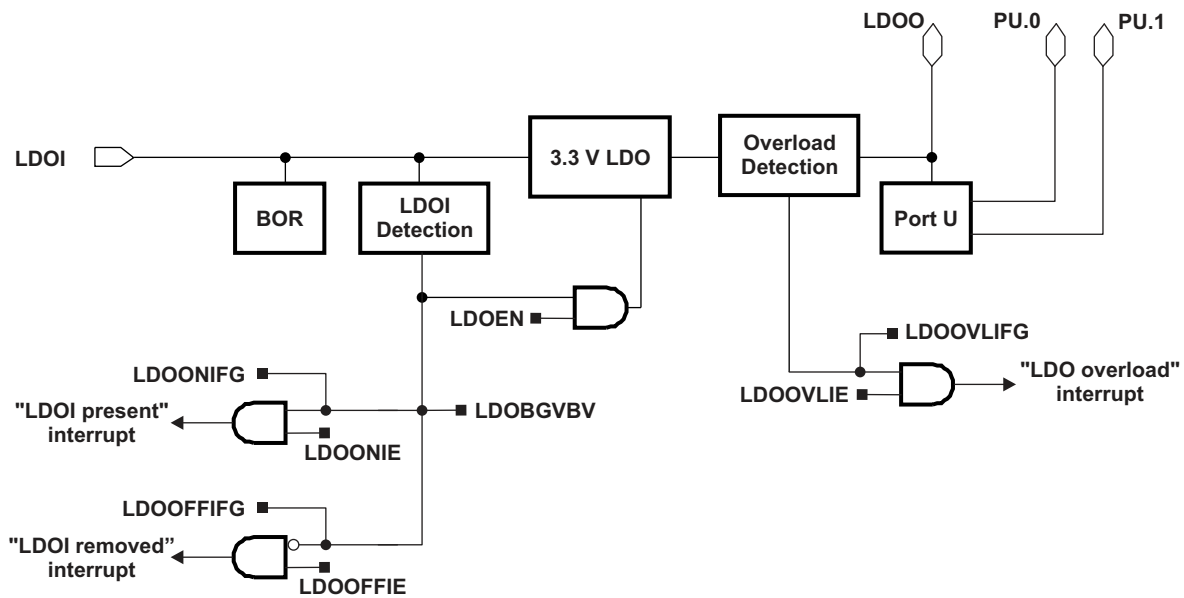 LDOO
PU.0
PU.1
LDOI
BOR
LDOI
Detection
3.3 V LDO
Overload
Detection
Port U
LDOEN
LDOONIFG
"LDOI present"
interrupt
LDOONIE
LDOBGVBV
LDOOVLIFG
LDOOVLIE
"LDO overload"
interrupt
LDOOFFIFG
"LDOI removed”
interrupt
LDOOFFIE